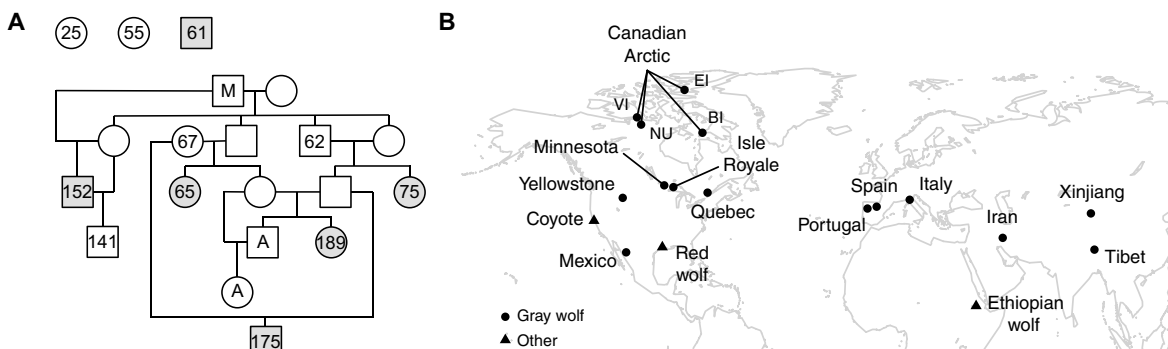 A
25
55
61
M
67
62
152
65
75
141
A
189
A
175
B
Canadian
Arctic
EI
VI
NU
BI
Minnesota
Isle
Royale
Yellowstone
Coyote
Quebec
Mexico
Red
wolf
Spain
Italy
Portugal
Xinjiang
Iran
Tibet
Ethiopian
wolf
Gray wolf
Other